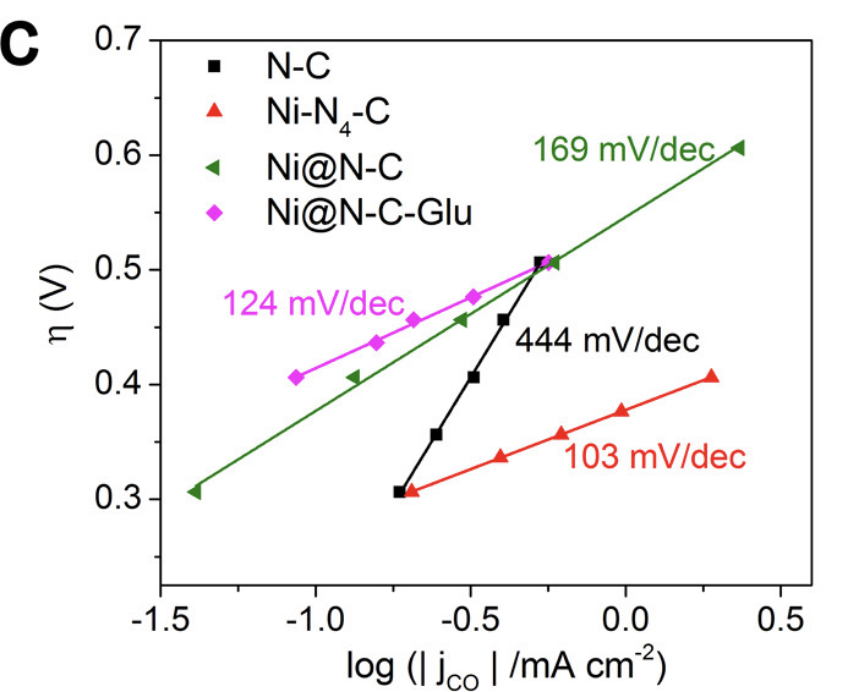 C
0.7
0.6
0.5
0.4
0.3
η (V)
N-C
Ni-N₄-C
Ni@N-C
Ni@N-C-Glu
169 mV/dec
124 mV/dec
444 mV/dec
103 mV/dec
-1.5 -1.0 -0.5 0.0 0.5
log (| j_CO | /mA cm⁻²)